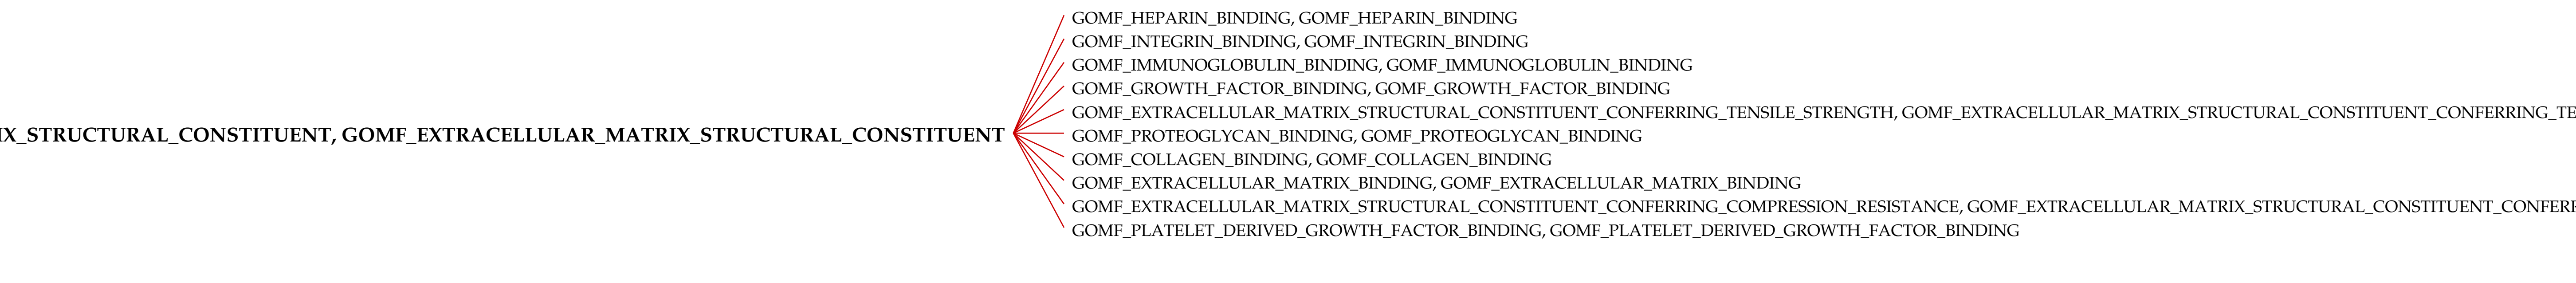 GOMF_HEPARIN_BINDING, GOMF_HEPARIN_BINDING
GOMF_INTEGRIN_BINDING, GOMF_INTEGRIN_BINDING
GOMF_IMMUNOGLOBULIN_BINDING, GOMF_IMMUNOGLOBULIN_BINDING
GOMF_GROWTH_FACTOR_BINDING, GOMF_GROWTH_FACTOR_BINDING
GOMF_EXTRACELLULAR_MATRIX_STRUCTURAL_CONSTITUENT_CONFERRING_TENSILE_STRENGTH, GOMF_EXTRACELLULAR_MATRIX_STRUCTURAL_CONSTITUENT_CONFERRING_TE
IX_STRUCTURAL_CONSTITUENT, GOMF_EXTRACELLULAR_MATRIX_STRUCTURAL_CONSTITUENT
GOMF_PROTEOGLYCAN_BINDING, GOMF_PROTEOGLYCAN_BINDING
GOMF_COLLAGEN_BINDING, GOMF_COLLAGEN_BINDING
GOMF_EXTRACELLULAR_MATRIX_BINDING, GOMF_EXTRACELLULAR_MATRIX_BINDING
GOMF_EXTRACELLULAR_MATRIX_STRUCTURAL_CONSTITUENT_CONFERRING_COMPRESSION_RESISTANCE, GOMF_EXTRACELLULAR_MATRIX_STRUCTURAL_CONSTITUENT_CONFER
GOMF_PLATELET_DERIVED_GROWTH_FACTOR_BINDING, GOMF_PLATELET_DERIVED_GROWTH_FACTOR_BINDING